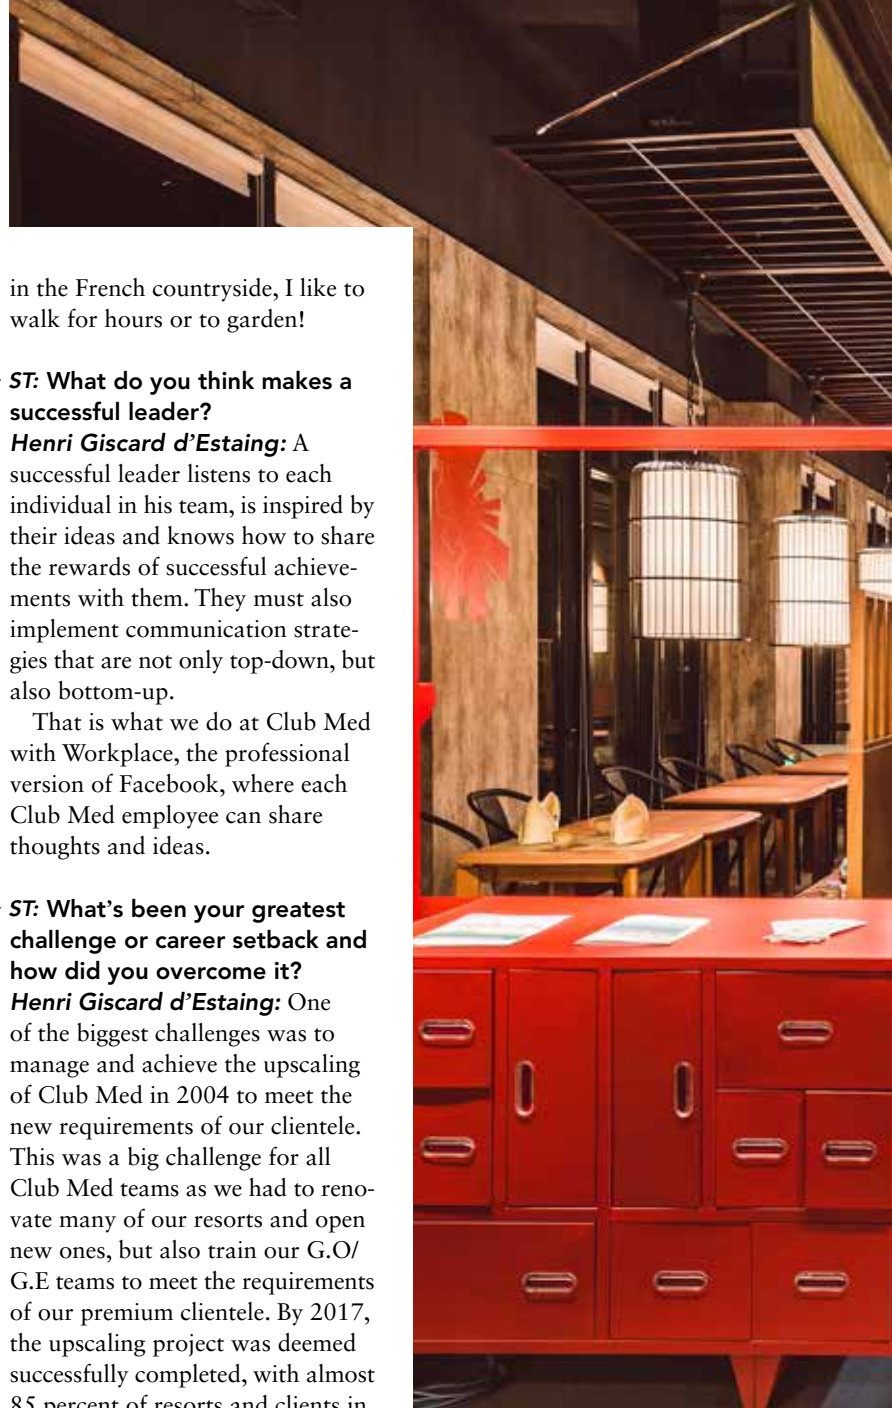 in the French countryside, I like to
walk for hours or to garden!
ST: What do you think makes a
successful leader?
Henri Giscard d’Estaing: A
successful leader listens to each
individual in his team, is inspired by
their ideas and knows how to share
the rewards of successful achieve-
ments with them. They must also
implement communication strate-
gies that are not only top-down, but
also bottom-up.
That is what we do at Club Med
with Workplace, the professional
version of Facebook, where each
Club Med employee can share
thoughts and ideas.
ST: What’s been your greatest
challenge or career setback and
how did you overcome it?
Henri Giscard d’Estaing: One
of the biggest challenges was to
manage and achieve the upscaling
of Club Med in 2004 to meet the
new requirements of our clientele.
This was a big challenge for all
Club Med teams as we had to reno-
vate many of our resorts and open
new ones, but also train our G.O/
G.E teams to meet the requirements
of our premium clientele. By 2017,
the upscaling project was deemed
successfully completed, with almost
85 percent of resorts and clients in